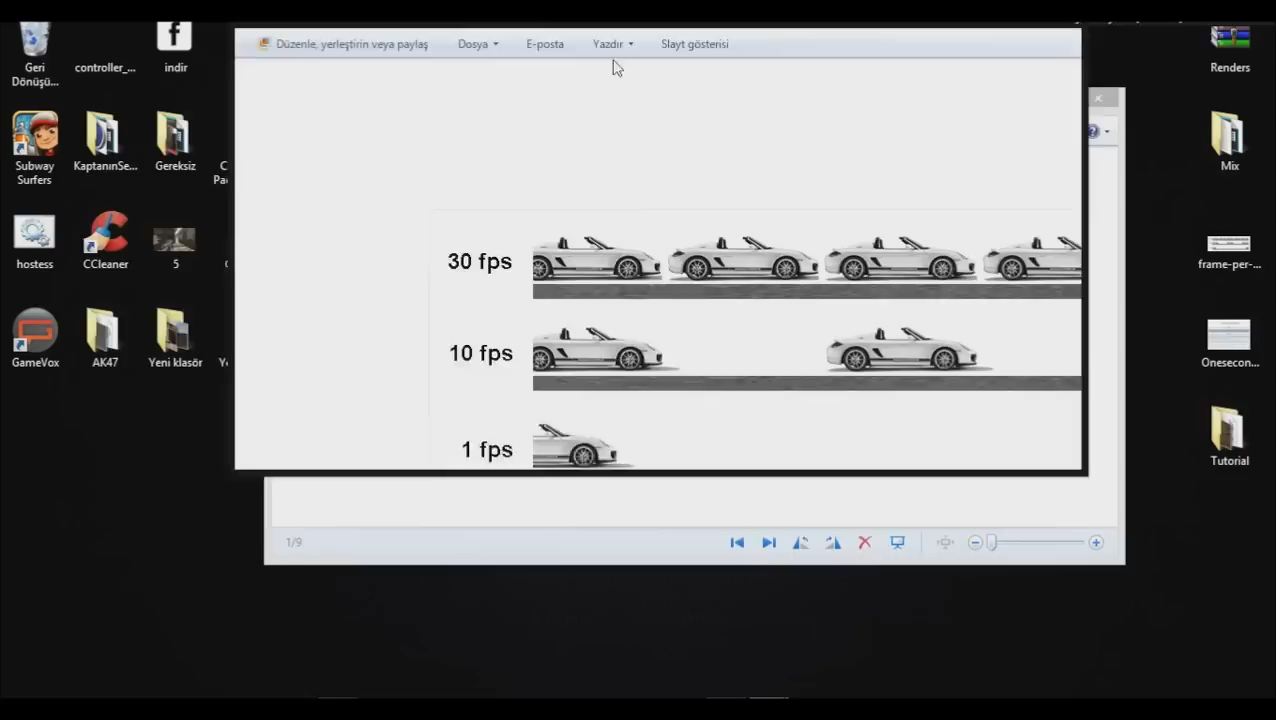 Düzenle, yerleştirin veya paylaş Dosya E-posta Yazdır Slayt gösterisi
Geri
Dönüşü...
controller_...
indir
Renders
Subway
Surfers
KaptanınSe...
Gereksiz
Mix
30 fps
hostess
CCleaner
5
frame-per-...
10 fps
GameVox
AK47
Yeni klasör
Onesecon...
1 fps
Tutorial
1/9